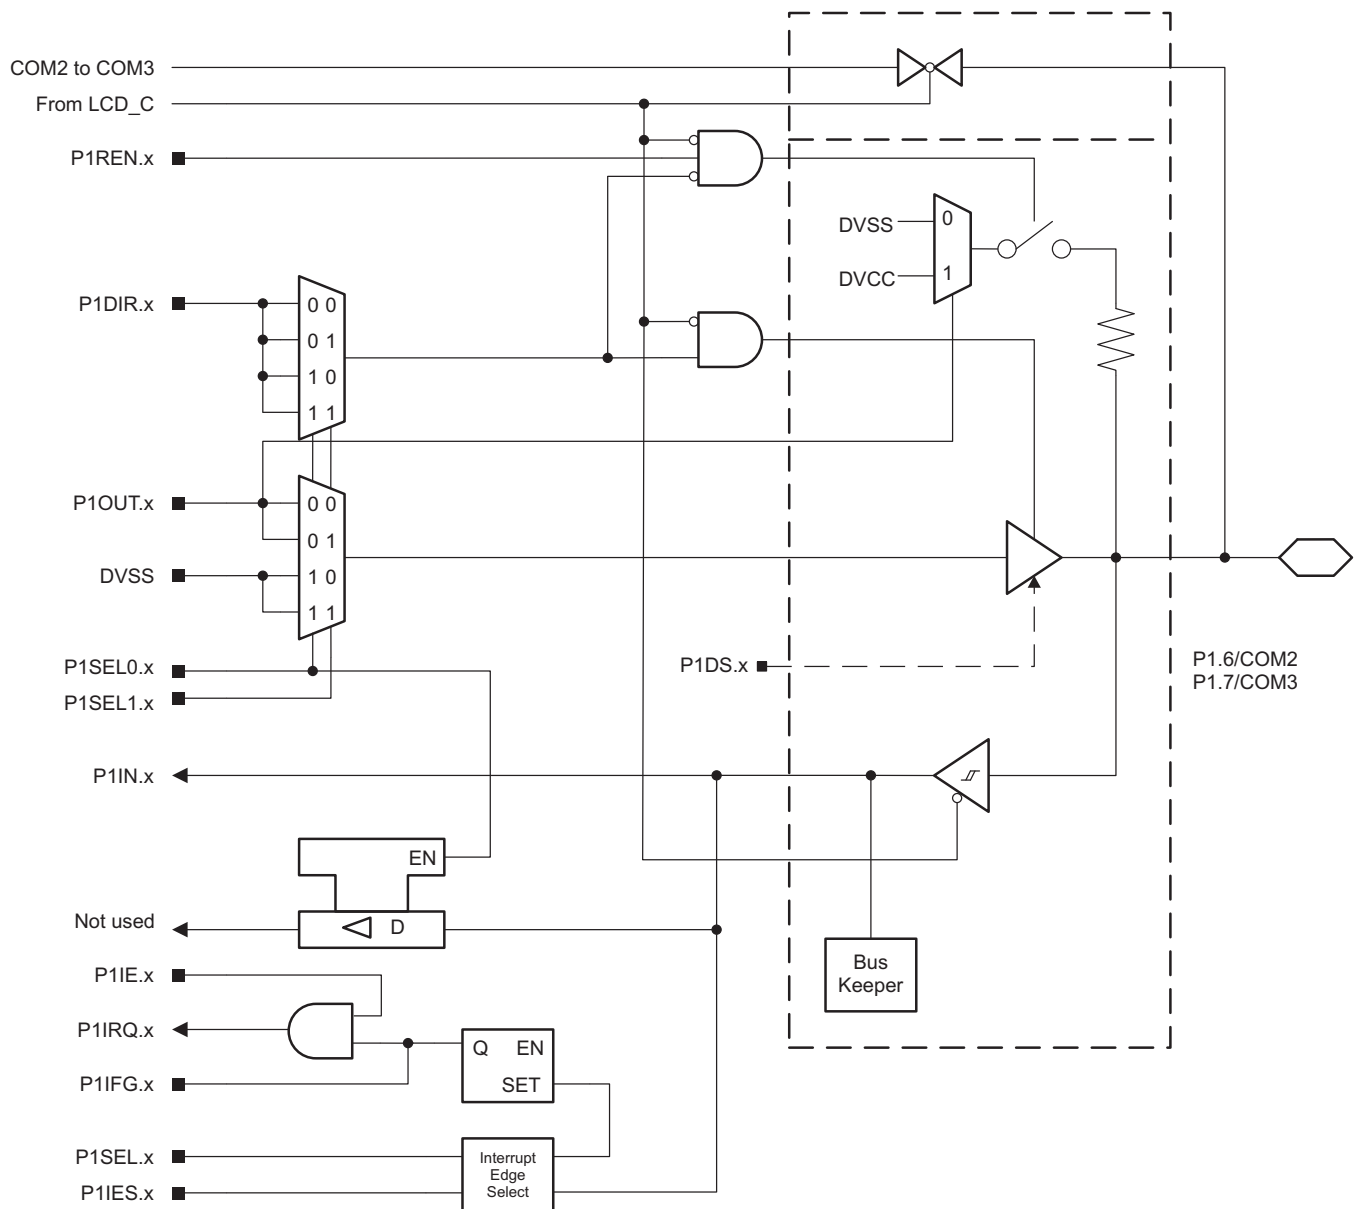 COM2 to COM3
From LCD_C
P1REN.x
DVSS
0
DVCC
1
P1DIR.x
0 0
0 1
1 0
1 1
P1OUT.x
0 0
0 1
DVSS
1 0
1 1
P1SEL0.x
P1SEL1.x
P1DS.x
P1.6/COM2
P1.7/COM3
P1IN.x
EN
Not used
D
Bus
Keeper
P1IE.x
P1IRQ.x
Q EN
SET
P1IFG.x
P1SEL.x
P1IES.x
Interrupt
Edge
Select